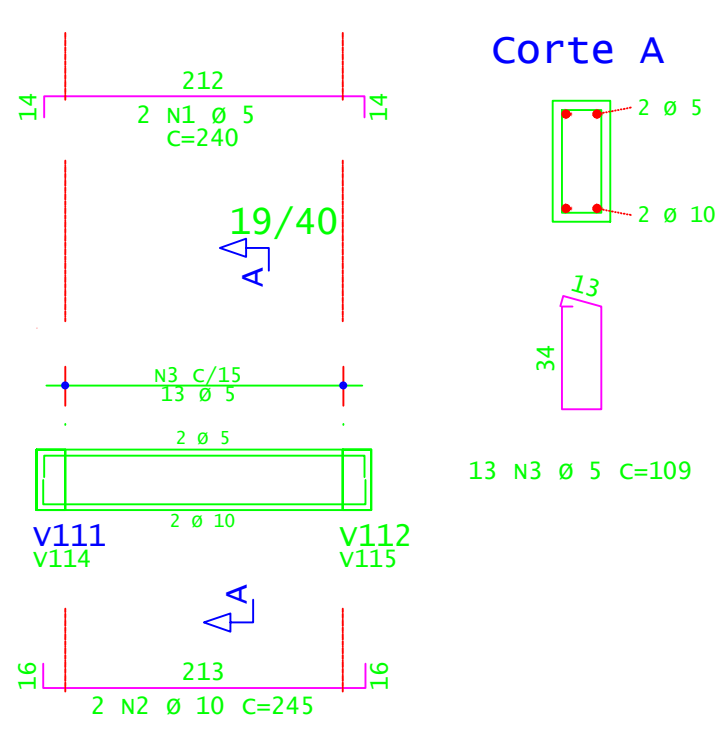 Corte A
212
14
14
2 N1 Ø 5
C=240
2 Ø 5
2 Ø 10
19/40
A
13
34
N3 C/15
13 Ø 5
2 Ø 5
13 N3 Ø 5 C=109
2 Ø 10
V111
V112
V114
V115
A
213
16
16
2 N2 Ø 10 C=245